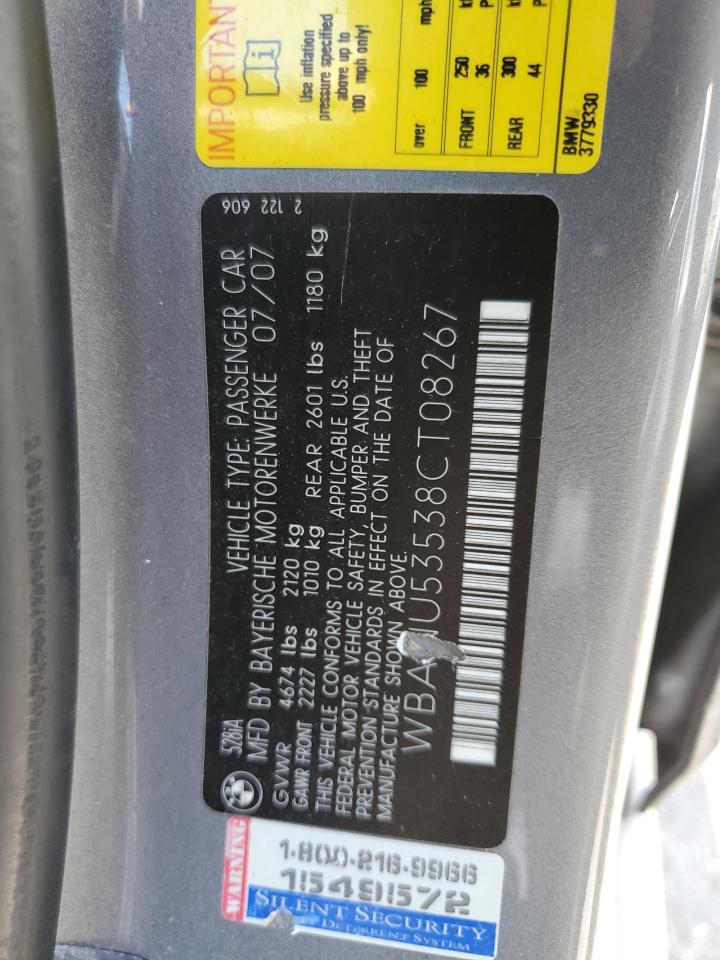 IMPORTANT
Use inflation
pressure specified
above up to
100 mph only!
over 100 mph
FRONT 250
36
REAR 300
44
BMW
3779330
528iA
VEHICLE TYPE: PASSENGER CAR
MFD BY BAYERISCHE MOTORENWERKE 07/07
GVWR 4674 lbs 2120 kg
GAWR FRONT 2227 lbs 1010 kg REAR 2601 lbs 1180 kg
THIS VEHICLE CONFORMS TO ALL APPLICABLE U.S.
FEDERAL MOTOR VEHICLE SAFETY, BUMPER AND THEFT
PREVENTION STANDARDS IN EFFECT ON THE DATE OF
MANUFACTURE SHOWN ABOVE.
WBA U53538CT08267
2 122 606
WARNING
1-800-216-9966
1549572
SILENT SECURITY
DETERRENT SYSTEM